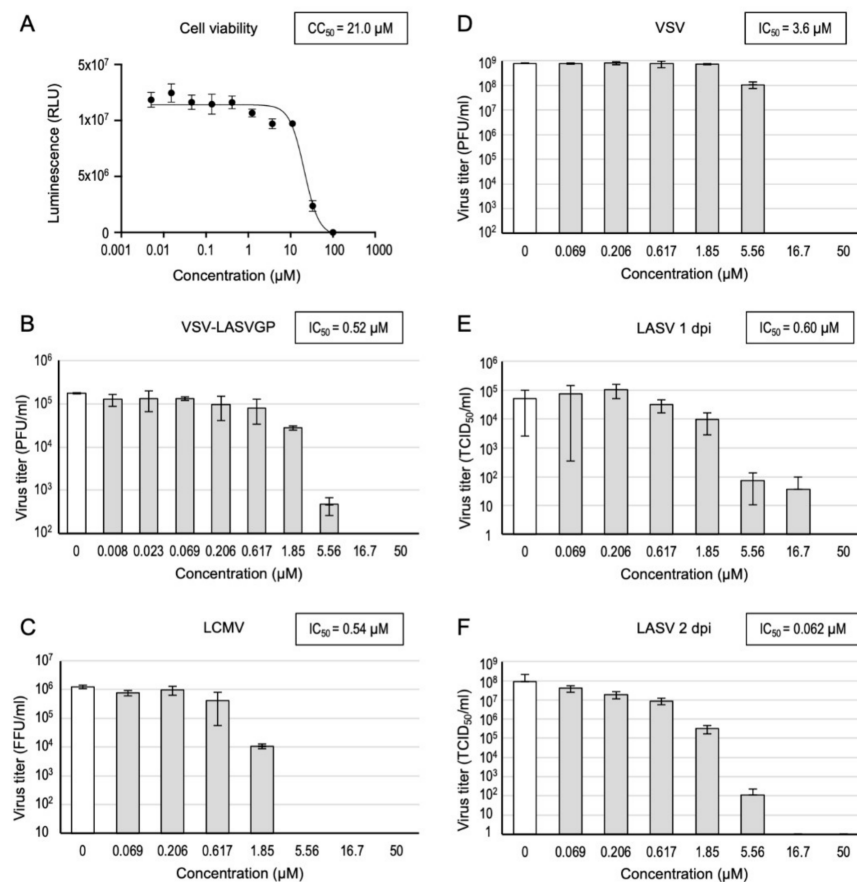 A
Cell viability
CC50 = 21.0 µM
Luminescence (RLU)
5x10^7
1x10^7
5x10^6
0
0.001 0.01 0.1 1 10 100 1000
Concentration (µM)
B
VSV-LASVGP
IC50 = 0.52 µM
Virus titer (PFU/ml)
10^6
10^5
10^4
10^3
10^2
0 0.008 0.023 0.069 0.206 0.617 1.85 5.56 16.7 50
Concentration (µM)
C
LCMV
IC50 = 0.54 µM
Virus titer (FFU/ml)
10^7
10^6
10^5
10^4
10^3
10^2
10
0 0.069 0.206 0.617 1.85 5.56 16.7 50
Concentration (µM)
D
VSV
IC50 = 3.6 µM
Virus titer (PFU/ml)
10^9
10^8
10^7
10^6
10^5
10^4
10^3
10^2
0 0.069 0.206 0.617 1.85 5.56 16.7 50
Concentration (µM)
E
LASV 1 dpi
IC50 = 0.60 µM
Virus titer (TCID50/ml)
10^6
10^5
10^4
10^3
10^2
10
1
0 0.069 0.206 0.617 1.85 5.56 16.7 50
Concentration (µM)
F
LASV 2 dpi
IC50 = 0.062 µM
Virus titer (TCID50/ml)
10^9
10^8
10^7
10^6
10^5
10^4
10^3
10^2
10
1
0 0.069 0.206 0.617 1.85 5.56 16.7 50
Concentration (µM)